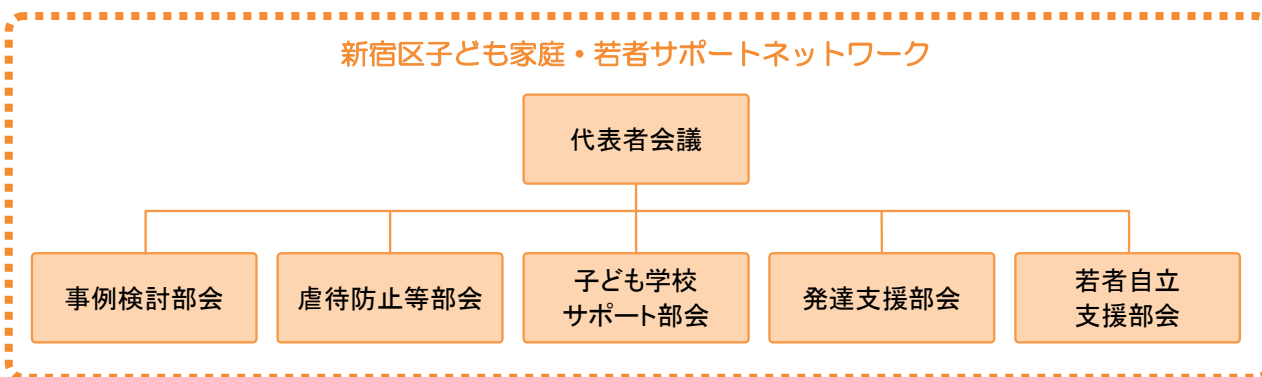 新宿区子ども家庭・若者サポートネットワーク
代表者会議
事例検討部会
虐待防止等部会
子ども学校
サポート部会
発達支援部会
若者自立
支援部会